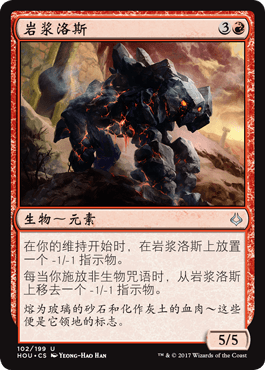 岩浆洛斯 3
生物～元素
在你的维持开始时，在岩浆洛斯上放置
一个 -1/-1 指示物。
每当你施放非生物咒语时，从岩浆洛斯
上移去一个 -1/-1 指示物。
熔为玻璃的砂石和化作灰土的血肉～这些
便是它领地的标志。
5/5
102/199 U
HOU • CS YEONG-HAO HAN
™ & © 2017 Wizards of the Coast